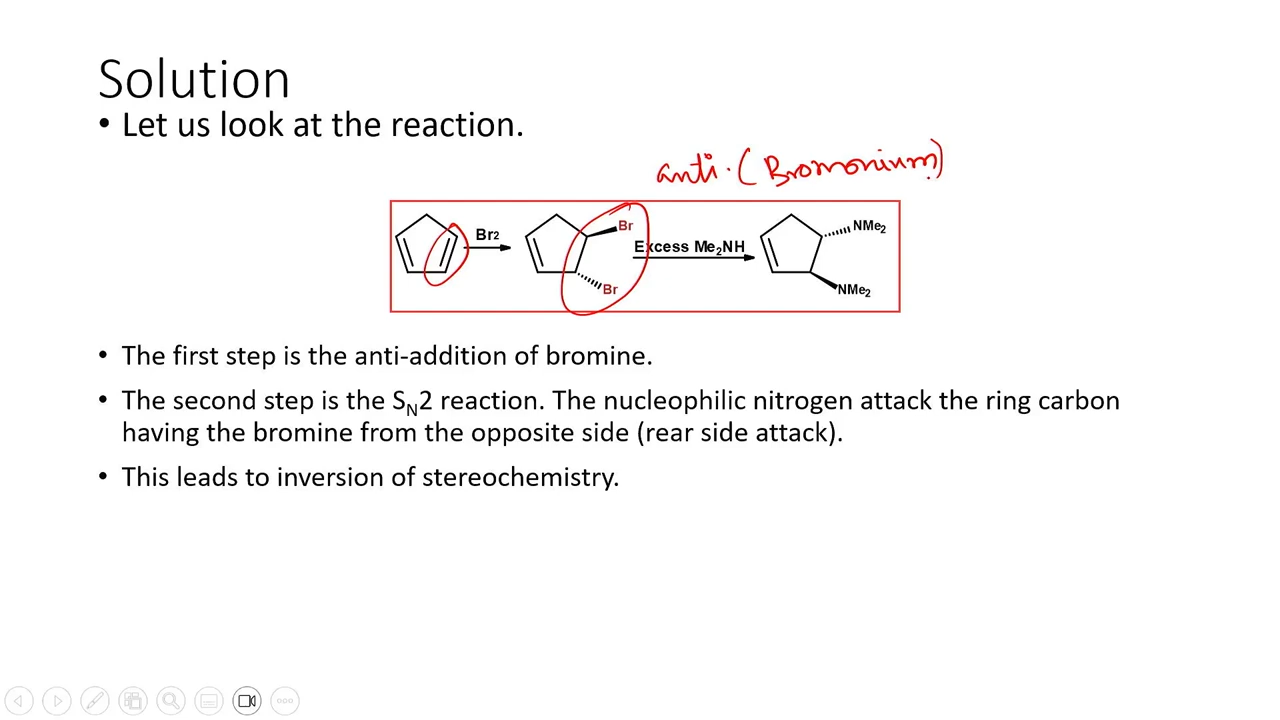 Solution
• Let us look at the reaction.
anti. (Bromonium)
Br2
Br
Br
Excess Me2NH
NMe2
NMe2
• The first step is the anti-addition of bromine.
• The second step is the SN2 reaction. The nucleophilic nitrogen attack the ring carbon
having the bromine from the opposite side (rear side attack).
• This leads to inversion of stereochemistry.